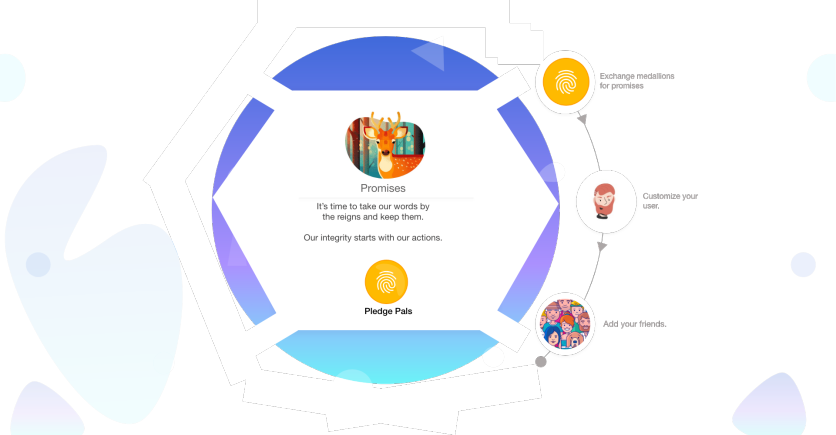 Promises
It's time to take our words by
the reigns and keep them.
Our integrity starts with our actions.
Pledge Pals
Exchange medallions
for promises
Customize your
user.
Add your friends.